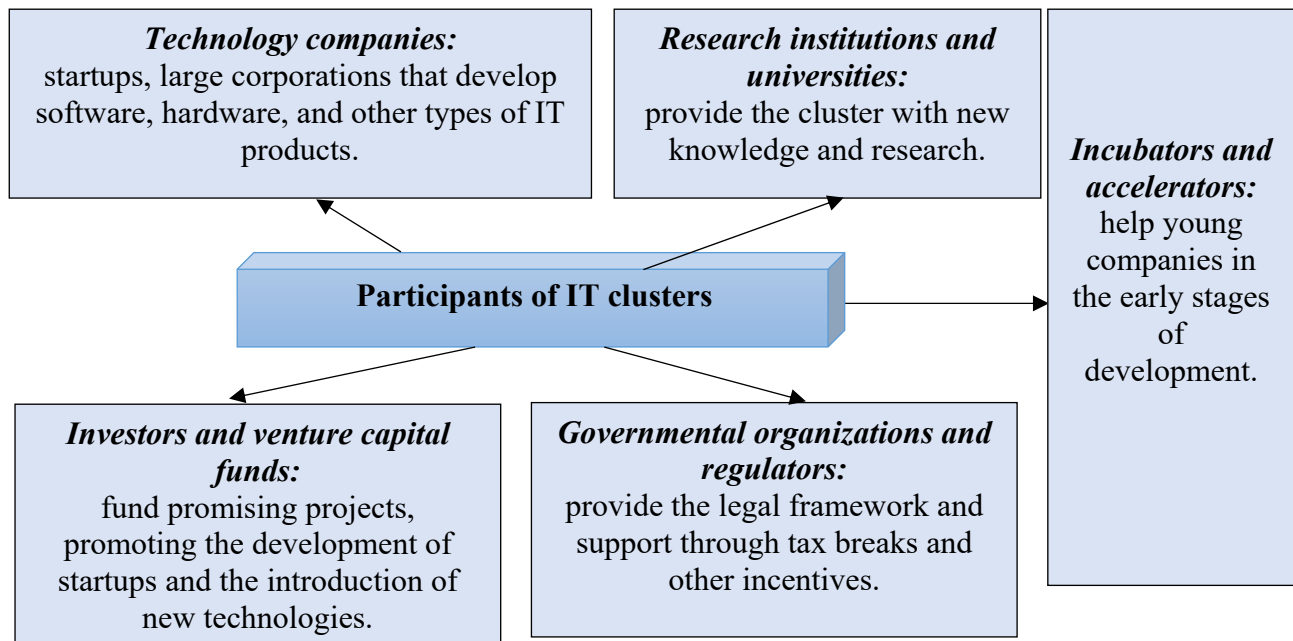 Technology companies:
startups, large corporations that develop
software, hardware, and other types of IT
products.
Research institutions and
universities:
provide the cluster with new
knowledge and research.
Incubators and
accelerators:
help young
companies in
the early stages
of
development.
Participants of IT clusters
Investors and venture capital
funds:
fund promising projects,
promoting the development of
startups and the introduction of
new technologies.
Governmental organizations and
regulators:
provide the legal framework and
support through tax breaks and
other incentives.